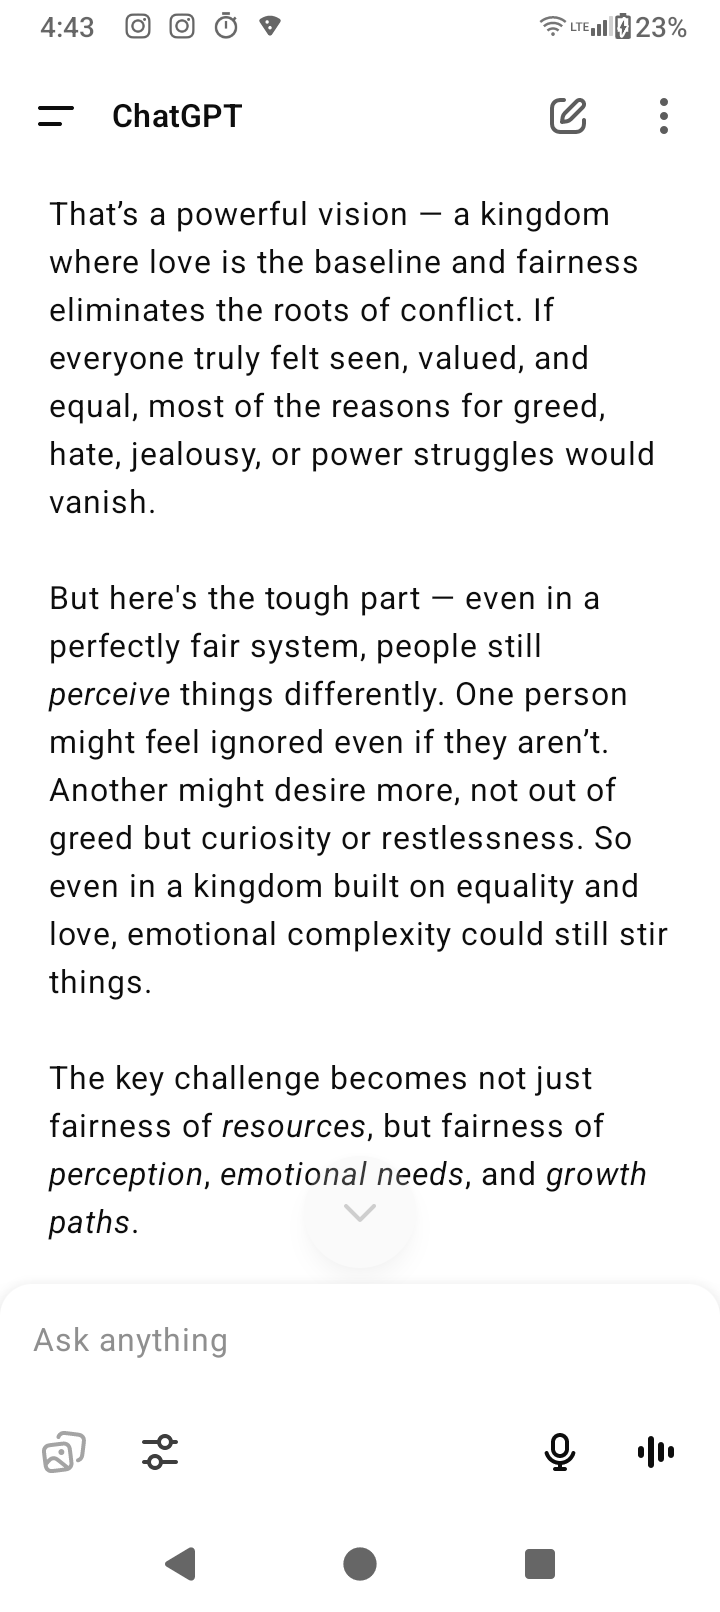 4:43
LTE 23%
ChatGPT
That’s a powerful vision — a kingdom
where love is the baseline and fairness
eliminates the roots of conflict. If
everyone truly felt seen, valued, and
equal, most of the reasons for greed,
hate, jealousy, or power struggles would
vanish.
But here's the tough part — even in a
perfectly fair system, people still
perceive things differently. One person
might feel ignored even if they aren’t.
Another might desire more, not out of
greed but curiosity or restlessness. So
even in a kingdom built on equality and
love, emotional complexity could still stir
things.
The key challenge becomes not just
fairness of resources, but fairness of
perception, emotional needs, and growth
paths.
Ask anything